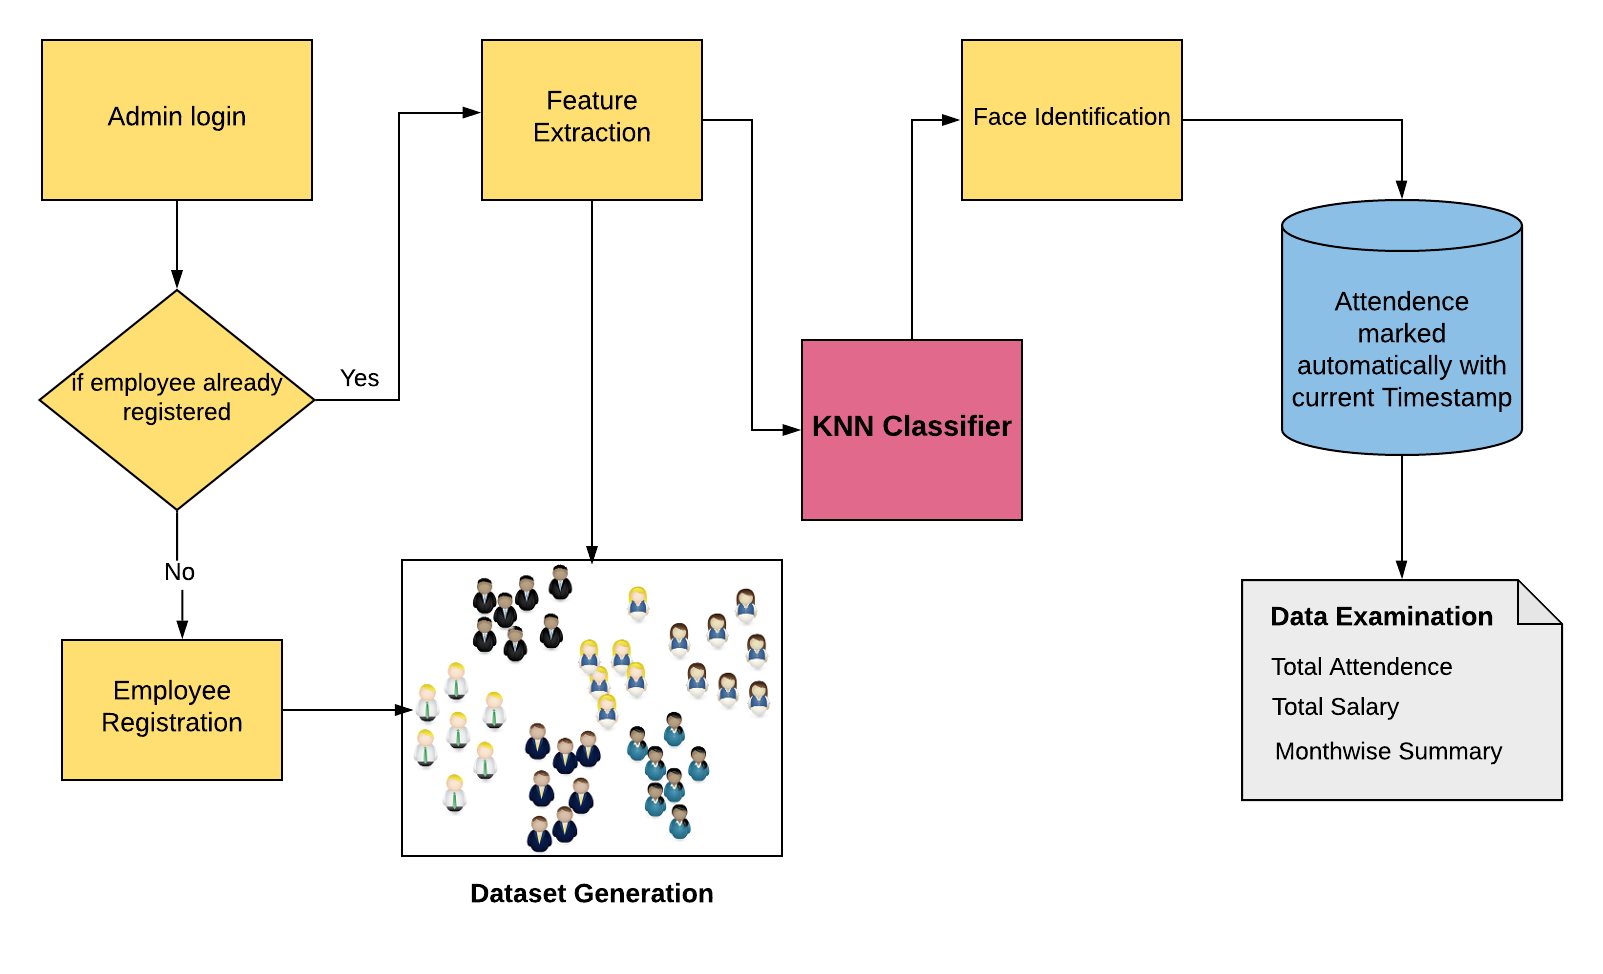 Admin login
Feature
Extraction
Face Identification
if employee already
registered
Yes
No
Employee
Registration
KNN Classifier
Attendence
marked
automatically with
current Timestamp
Data Examination
Total Attendence
Total Salary
Monthwise Summary
Dataset Generation